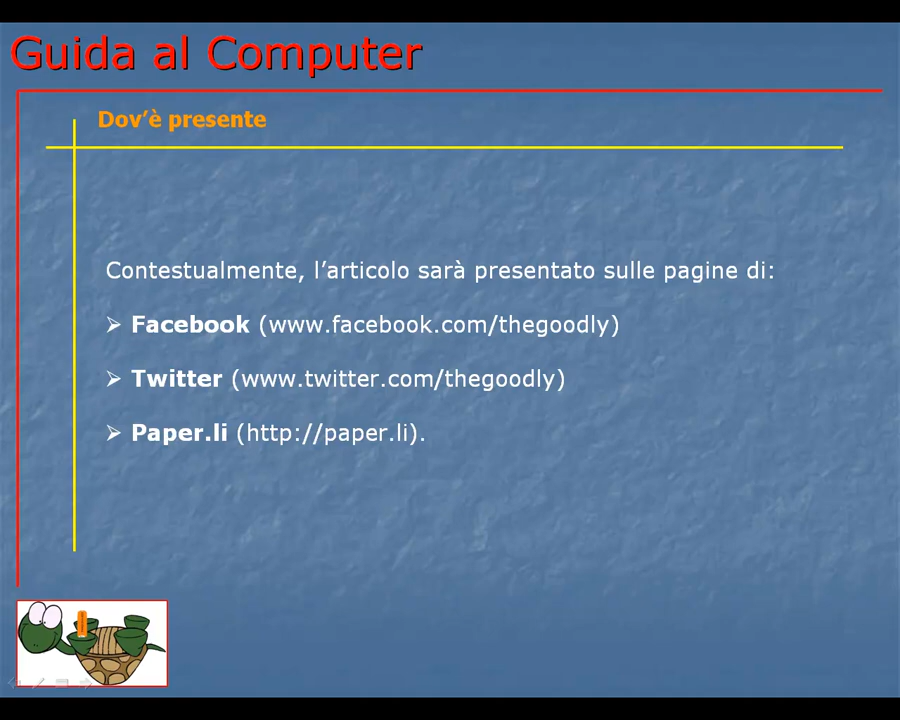 Guida al Computer
Dov’è presente
Contestualmente, l’articolo sarà presentato sulle pagine di:
➢ Facebook (www.facebook.com/thegoodly)
➢ Twitter (www.twitter.com/thegoodly)
➢ Paper.li (http://paper.li).